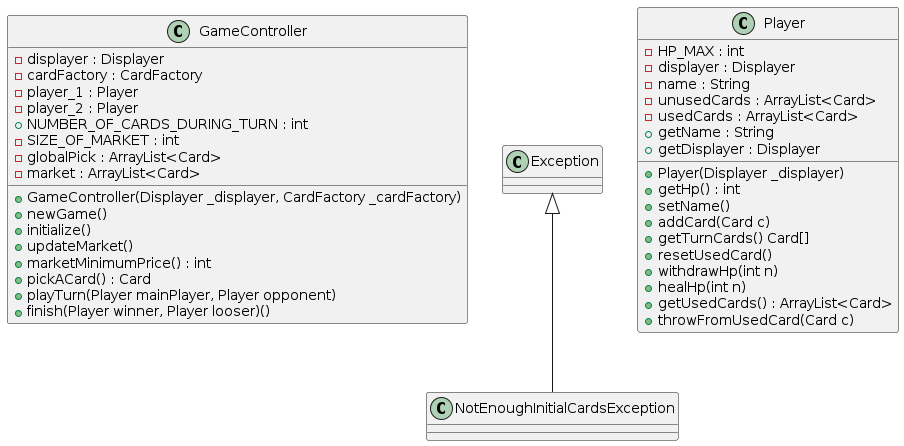 GameController
displayer : Displayer
cardFactory : CardFactory
player_1 : Player
player_2 : Player
NUMBER_OF_CARDS_DURING_TURN : int
SIZE_OF_MARKET : int
globalPick : ArrayList<Card>
market : ArrayList<Card>
GameController(Displayer _displayer, CardFactory _cardFactory)
newGame()
initialize()
updateMarket()
marketMinimumPrice() : int
pickACard() : Card
playTurn(Player mainPlayer, Player opponent)
finish(Player winner, Player looser)()
C Exception
C Player
HP_MAX : int
displayer : Displayer
name : String
unusedCards : ArrayList<Card>
usedCards : ArrayList<Card>
getName : String
getDisplayer : Displayer
Player(Displayer _displayer)
getHp() : int
setName()
addCard(Card c)
getTurnCards() Card[]
resetUsedCard()
withdrawHp(int n)
healHp(int n)
getUsedCards() : ArrayList<Card>
throwFromUsedCard(Card c)
C NotEnoughInitialCardsException